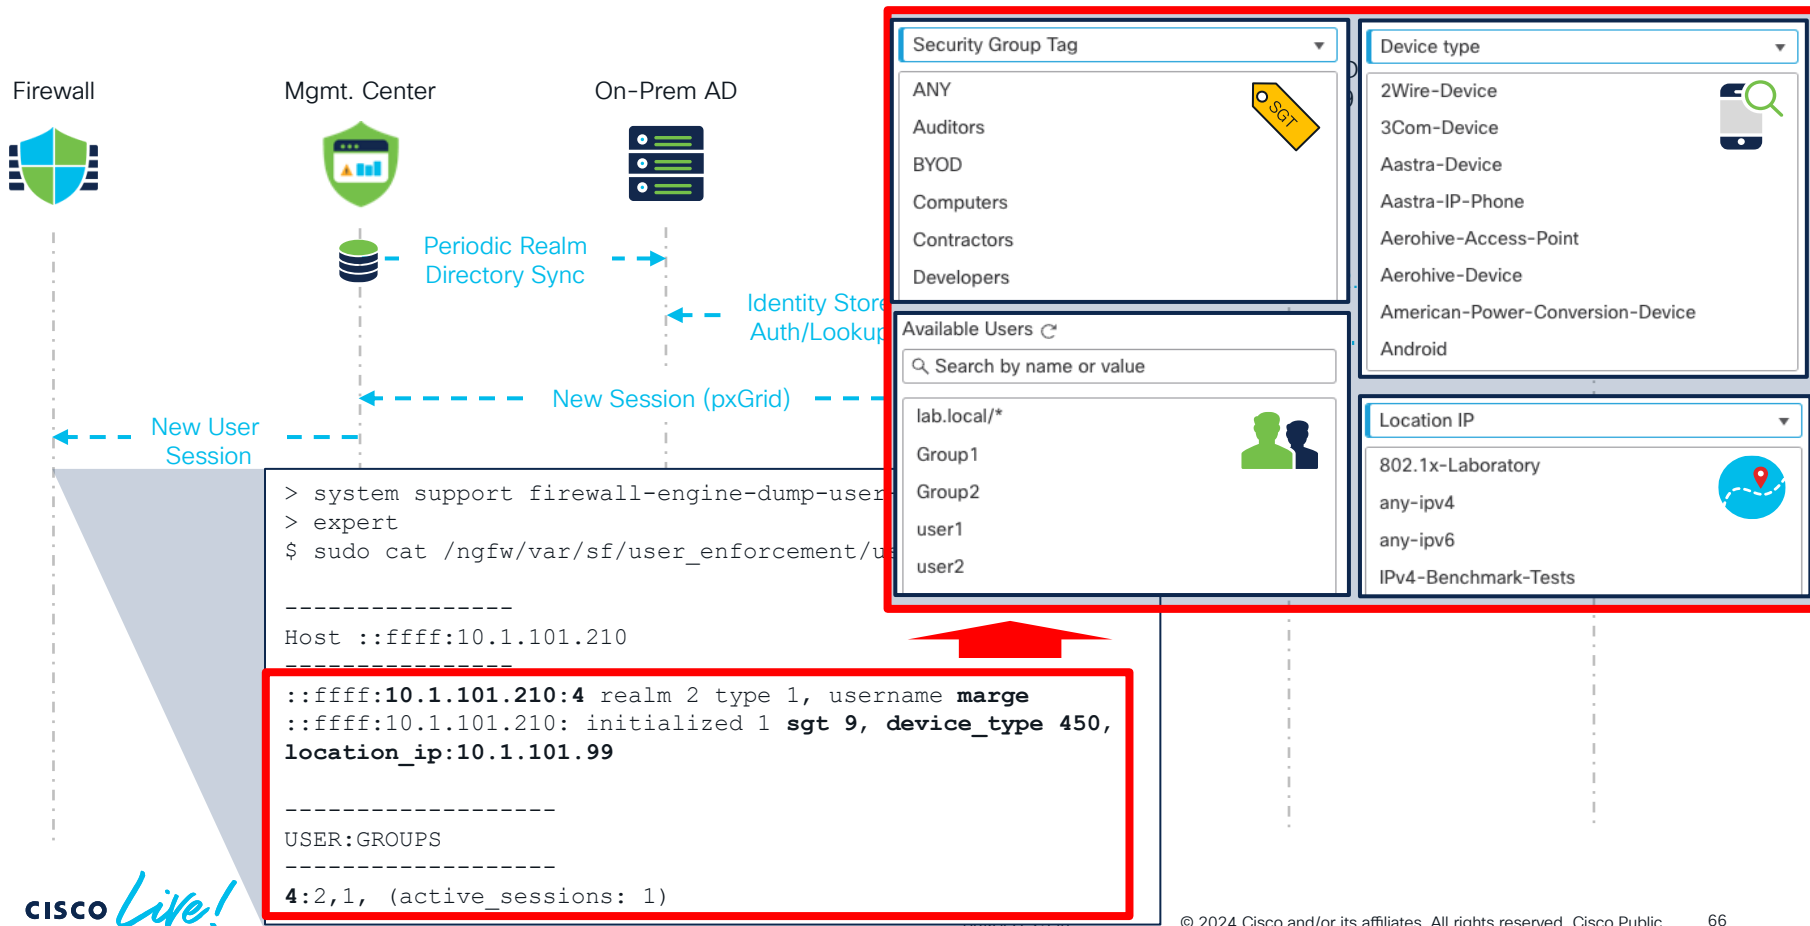 Firewall
Mgmt. Center
On-Prem AD
Periodic Realm
Directory Sync
Identity Store
Auth/Lookup
New Session (pxGrid)
New User
Session
Security Group Tag
ANY
Auditors
BYOD
Computers
Contractors
Developers
SGT
Device type
2Wire-Device
3Com-Device
Aastra-Device
Aastra-IP-Phone
Aerohive-Access-Point
Aerohive-Device
American-Power-Conversion-Device
Android
Available Users
Search by name or value
lab.local/*
Group1
Group2
user1
user2
Location IP
802.1x-Laboratory
any-ipv4
any-ipv6
IPv4-Benchmark-Tests
> system support firewall-engine-dump-user-
> expert
$ sudo cat /ngfw/var/sf/user_enforcement/
----------------
Host ::ffff:10.1.101.210
----------------
::ffff:10.1.101.210:4 realm 2 type 1, username marge
::ffff:10.1.101.210: initialized 1 sgt 9, device_type 450,
location_ip:10.1.101.99
-------------------
USER:GROUPS
-------------------
4:2,1, (active_sessions: 1)
CISCO Live!
© 2024 Cisco and/or its affiliates. All rights reserved. Cisco Public
66